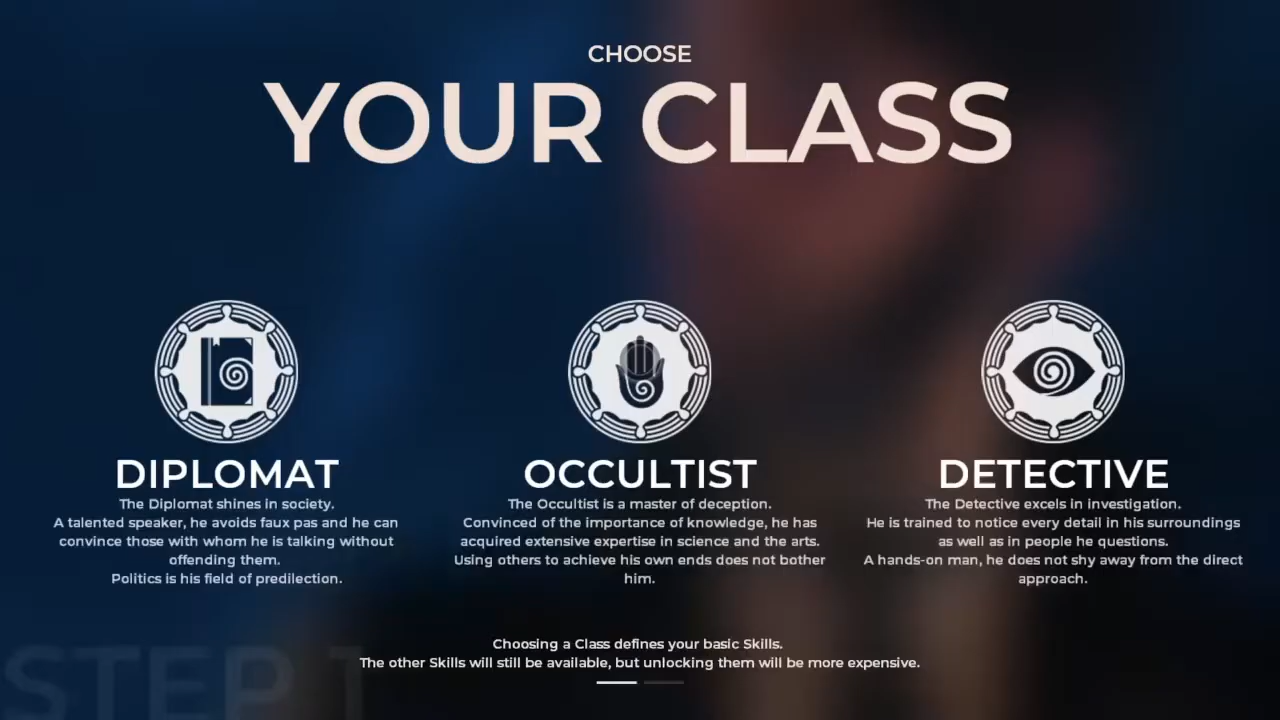 CHOOSE
YOUR CLASS
DIPLOMAT
The Diplomat shines in society.
A talented speaker, he avoids faux pas and he can
convince those with whom he is talking without
offending them.
Politics is his field of predilection.
OCCULTIST
The Occultist is a master of deception.
Convinced of the importance of knowledge, he has
acquired extensive expertise in science and the arts.
Using others to achieve his own ends does not bother
him.
DETECTIVE
The Detective excels in investigation.
He is trained to notice every detail in his surroundings
as well as in people he questions.
A hands-on man, he does not shy away from the direct
approach.
Choosing a Class defines your basic Skills.
The other Skills will still be available, but unlocking them will be more expensive.
STEP 1